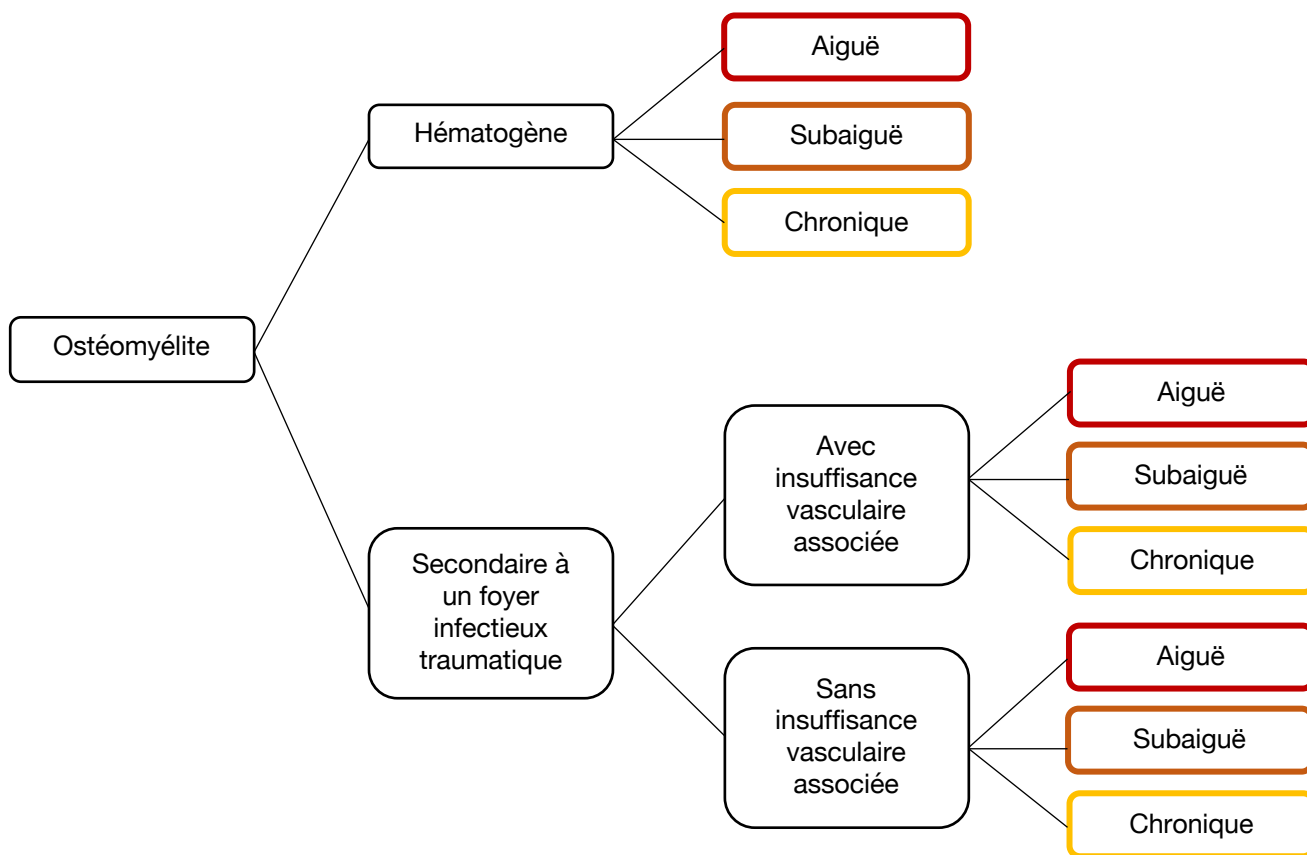 Ostéomyélite
Hématogène
Aiguë
Subaiguë
Chronique
Secondaire à
un foyer
infectieux
traumatique
Avec
insuffisance
vasculaire
associée
Aiguë
Subaiguë
Chronique
Sans
insuffisance
vasculaire
associée
Aiguë
Subaiguë
Chronique